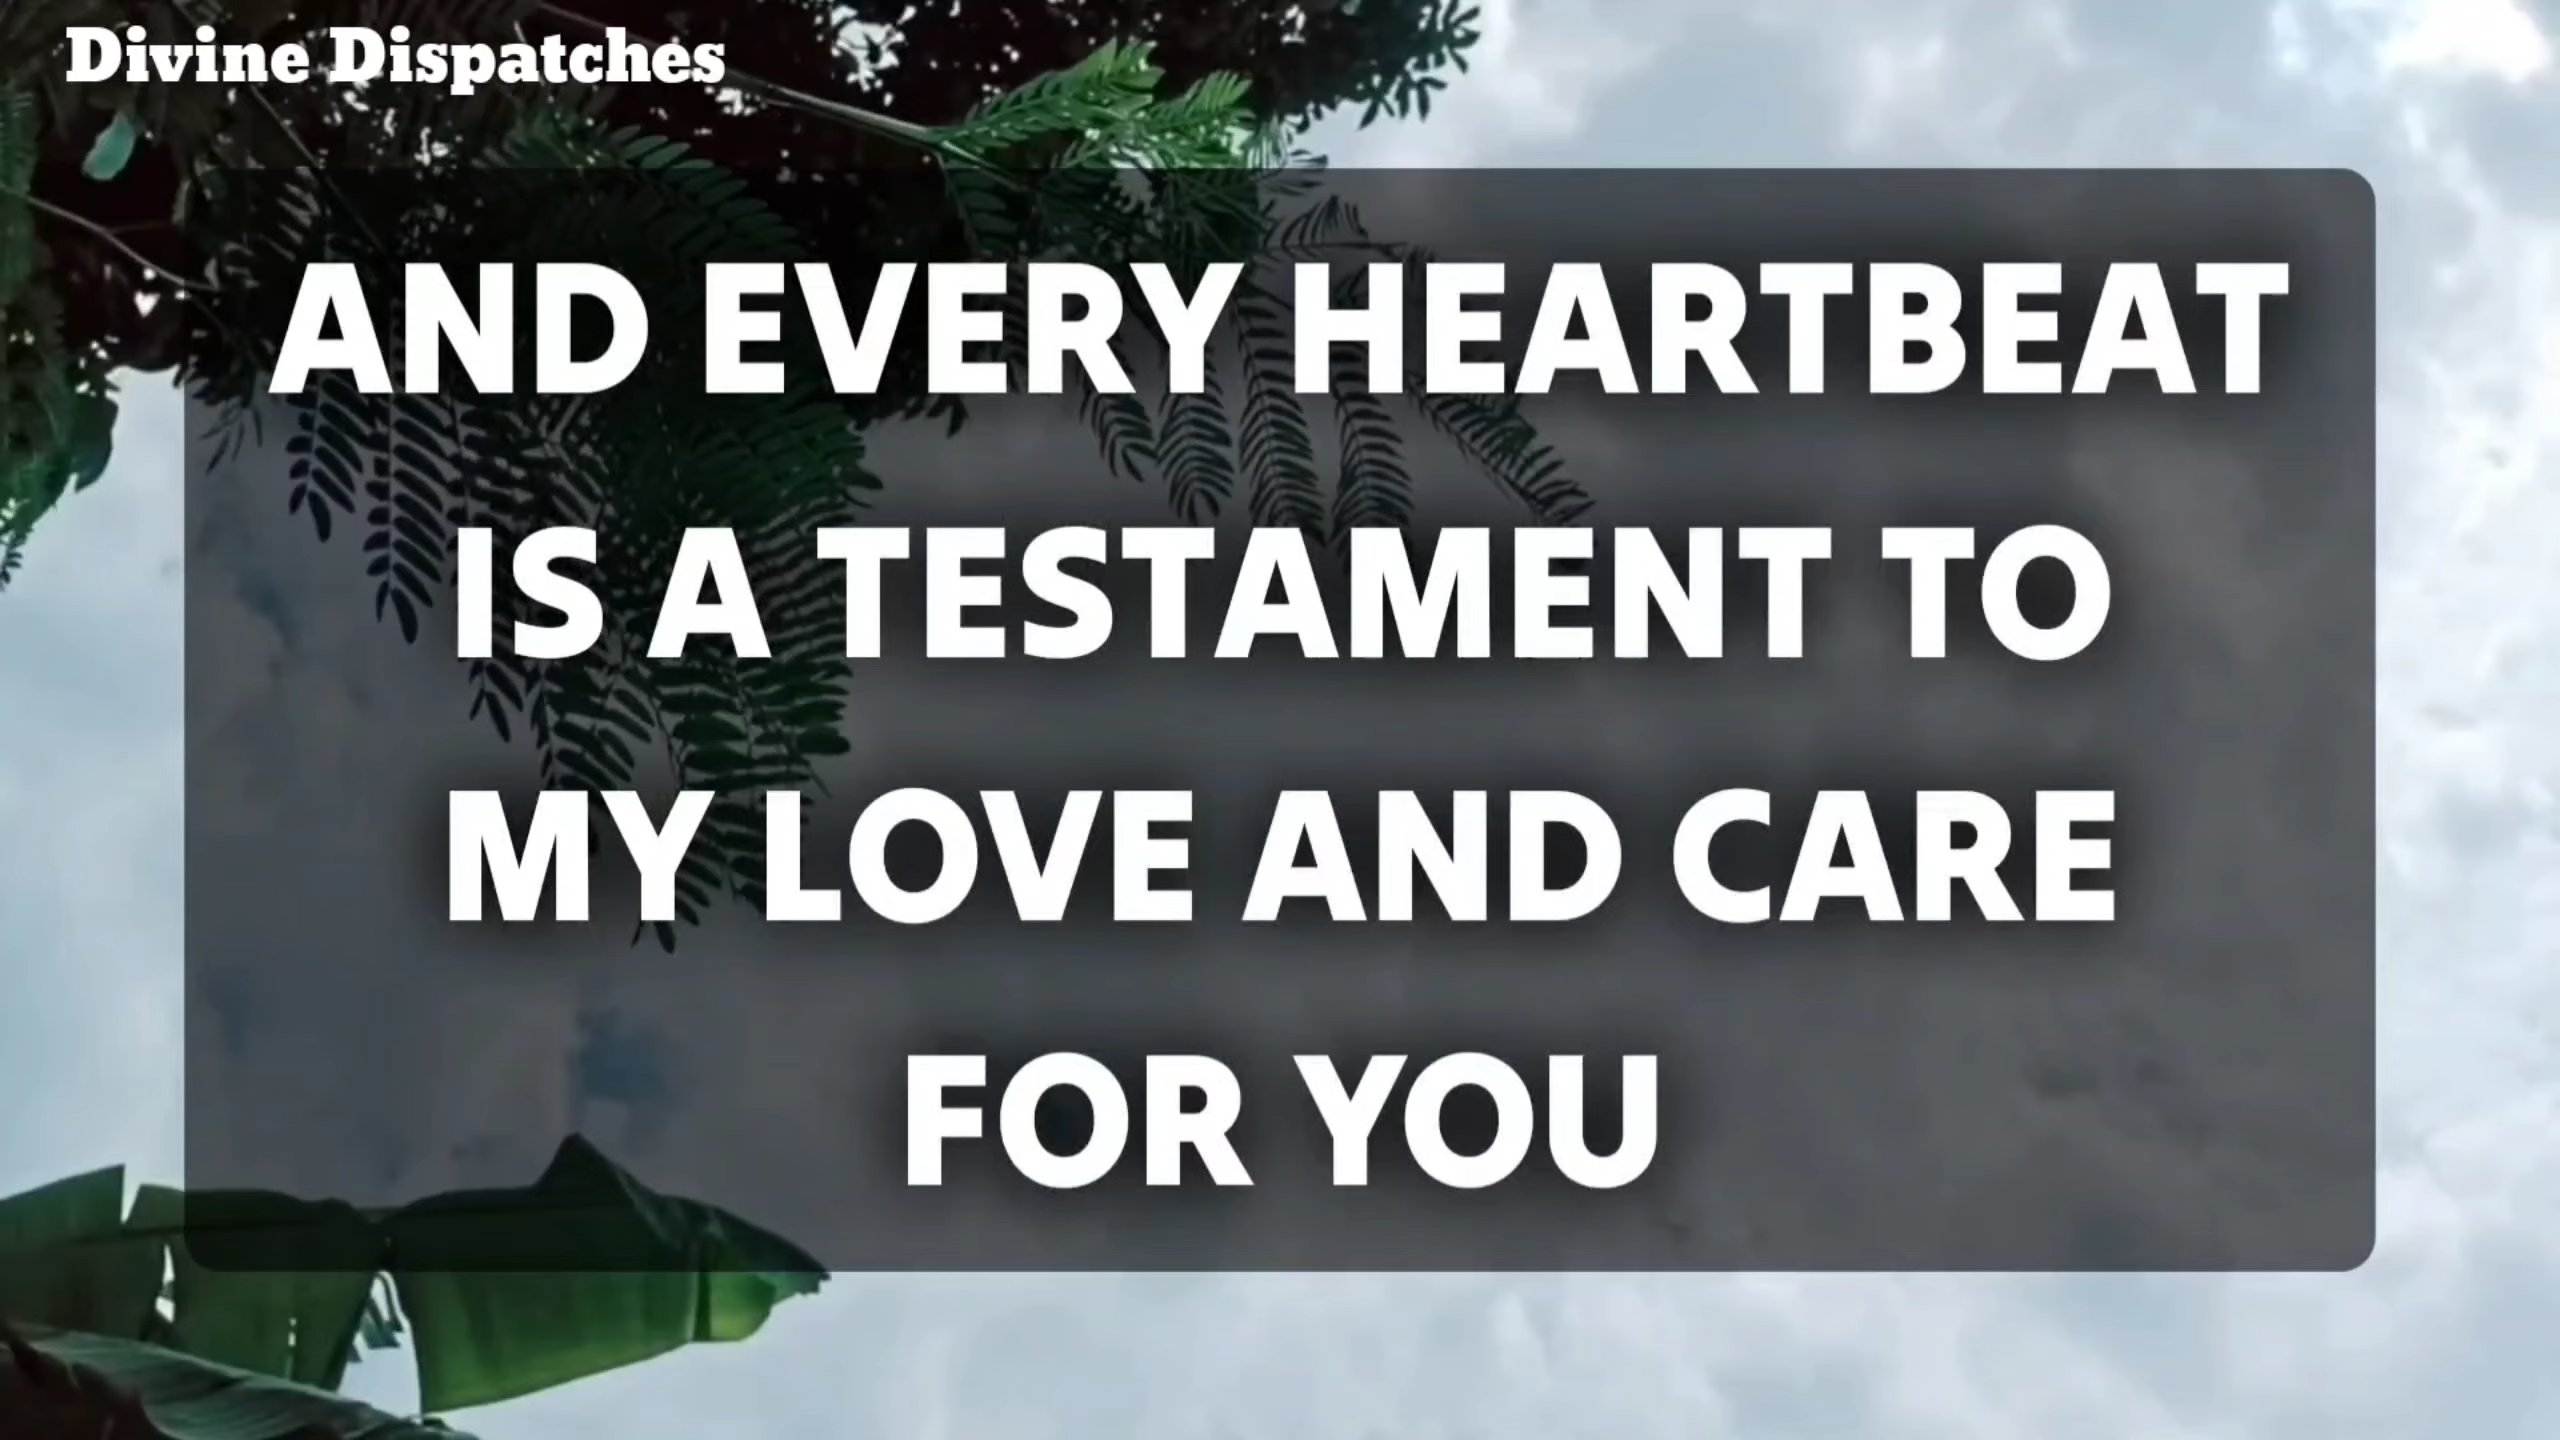 Divine Dispatches
AND EVERY HEARTBEAT
IS A TESTAMENT TO
MY LOVE AND CARE
FOR YOU